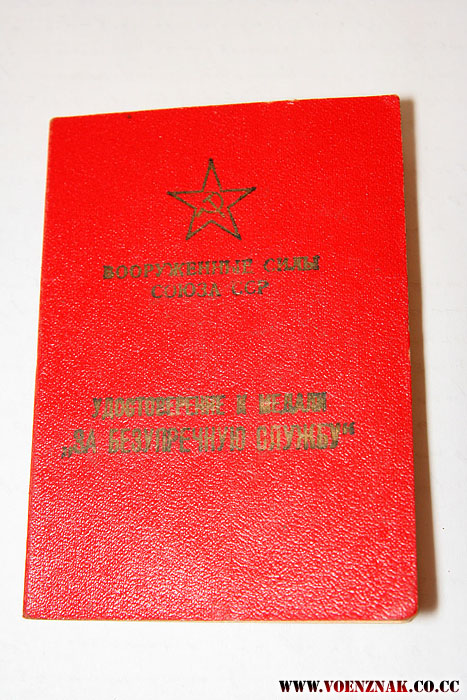 ВООРУЖЕННЫЕ СИЛЫ
СОЮЗА ССР
УДОСТОВЕРЕНИЕ К МЕДАЛИ
„ЗА БЕЗУПРЕЧНУЮ СЛУЖБУ“
WWW.VOENZNAK.CO.CC